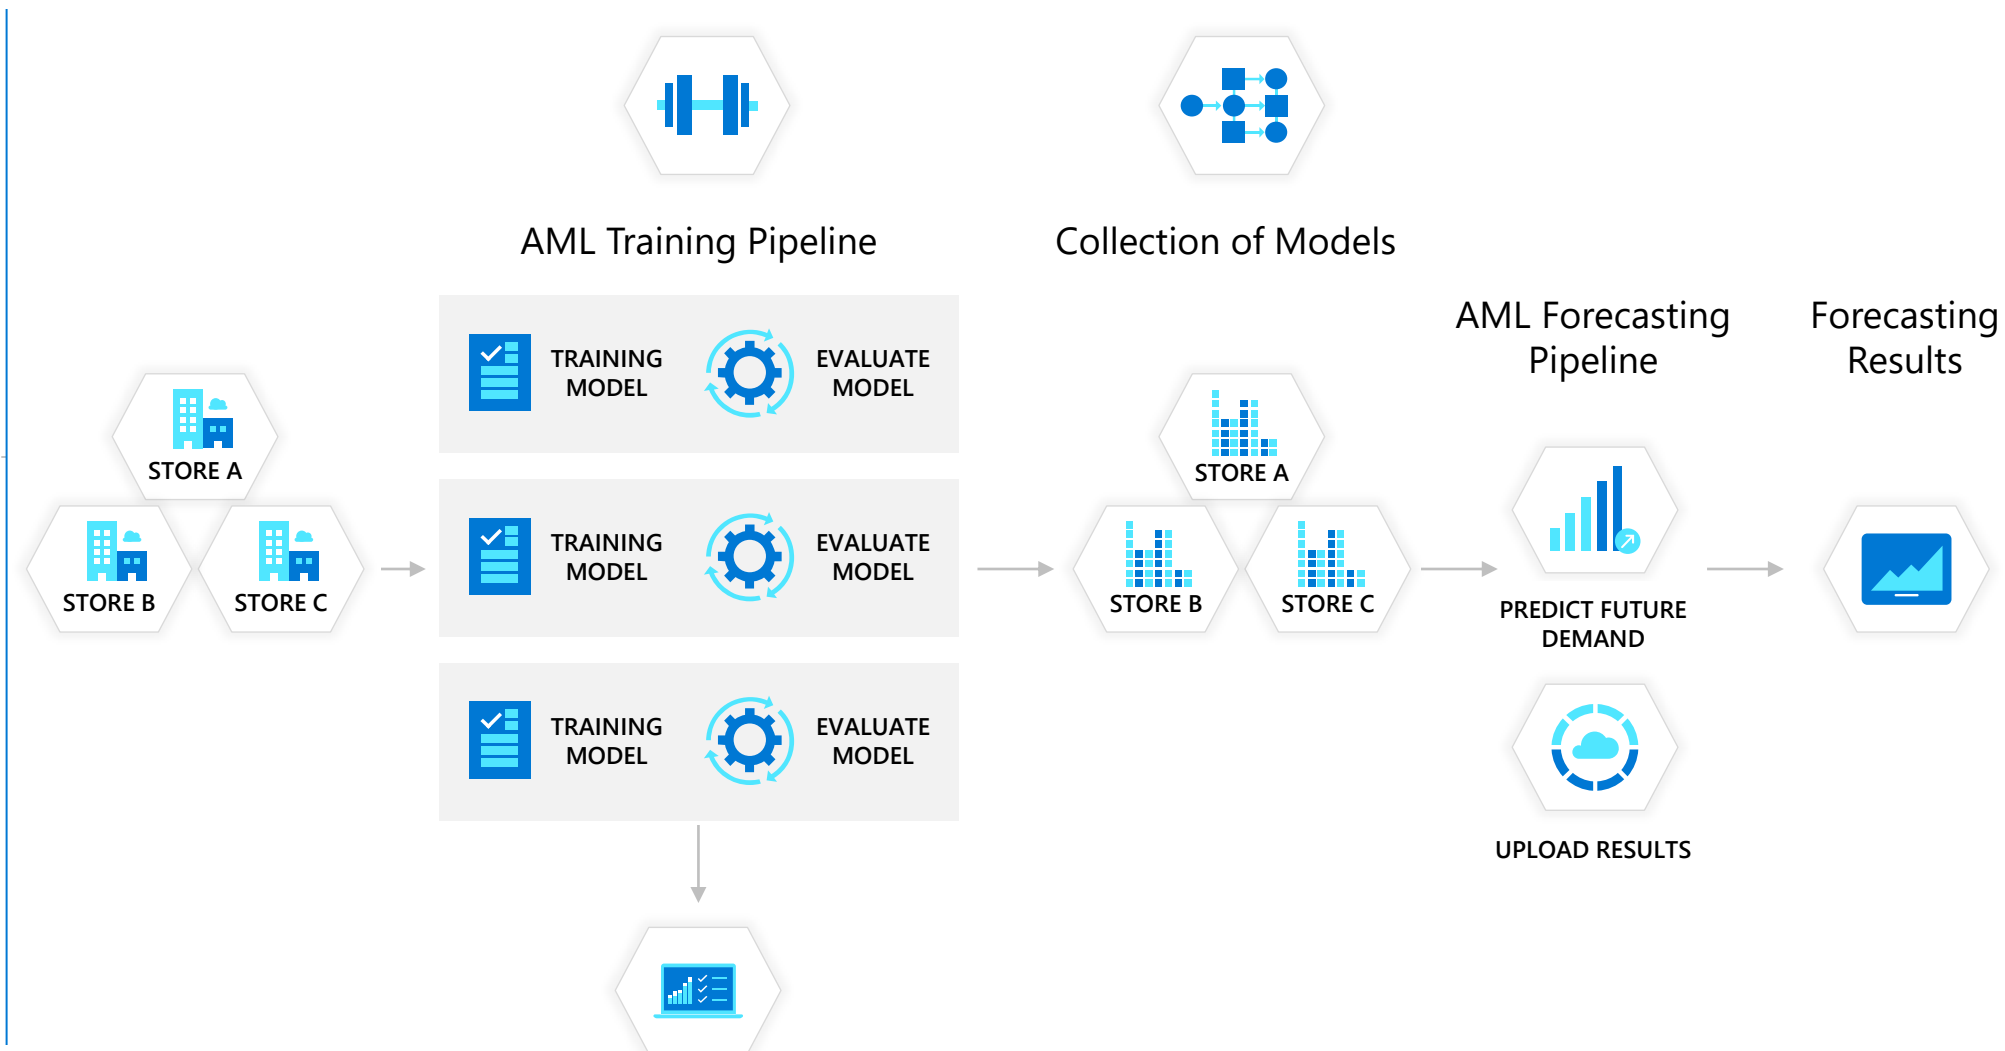 AML Training Pipeline
Collection of Models
AML Forecasting
Pipeline
Forecasting
Results
STORE A
STORE B
STORE C
TRAINING
MODEL
EVALUATE
MODEL
TRAINING
MODEL
EVALUATE
MODEL
TRAINING
MODEL
EVALUATE
MODEL
STORE A
STORE B
STORE C
PREDICT FUTURE
DEMAND
UPLOAD RESULTS